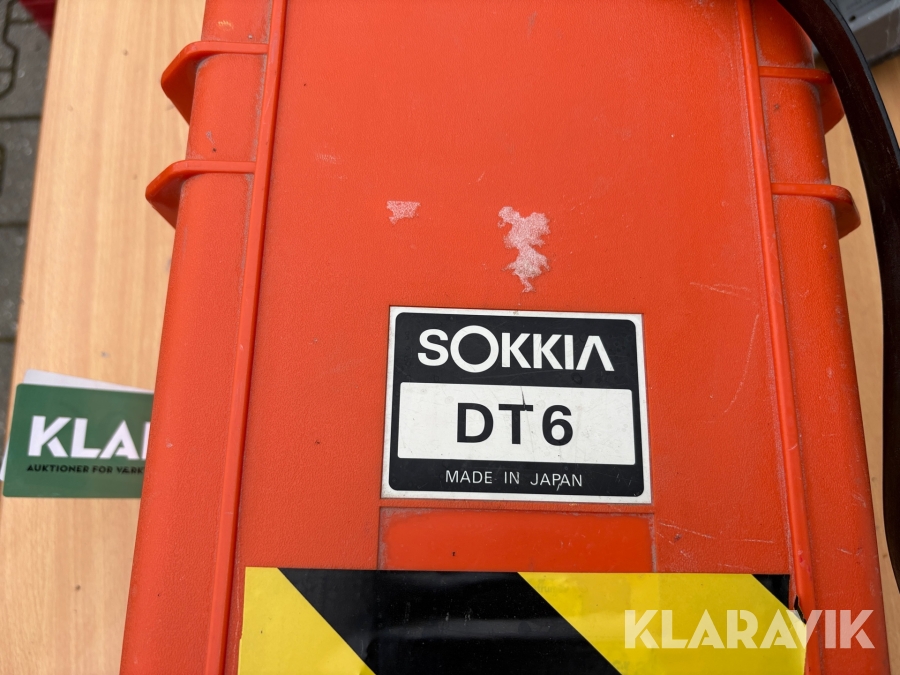 SOKKIA
DT6
MADE IN JAPAN
KLA
AUKTIONER FOR VÆRK
KLARAVIK